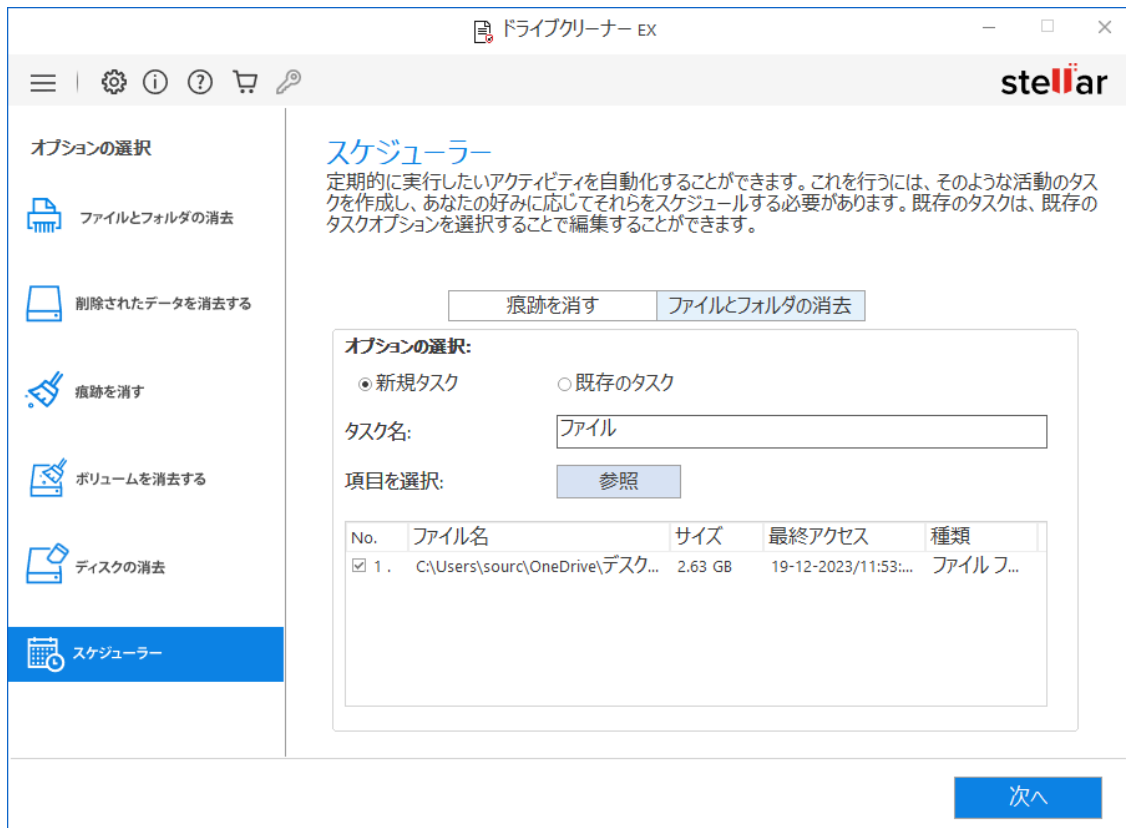 ドライブクリーナー EX
stellar
オプションの選択
ファイルとフォルダの消去
削除されたデータを消去する
痕跡を消す
ボリュームを消去する
ディスクの消去
スケジューラー
スケジューラー
定期的に実行したいアクティビティを自動化することができます。これを行うには、そのような活動のタス
クを作成し、あなたの好みに応じてそれらをスケジュールする必要があります。既存のタスクは、既存の
タスクオプションを選択することで編集することができます。
痕跡を消す ファイルとフォルダの消去
オプションの選択:
新規タスク 既存のタスク
タスク名: ファイル
項目を選択: 参照
No. ファイル名 サイズ 最終アクセス 種類
1 . C:\Users\sourc\OneDrive\デスク... 2.63 GB 19-12-2023/11:53:... ファイル フ...
次へ